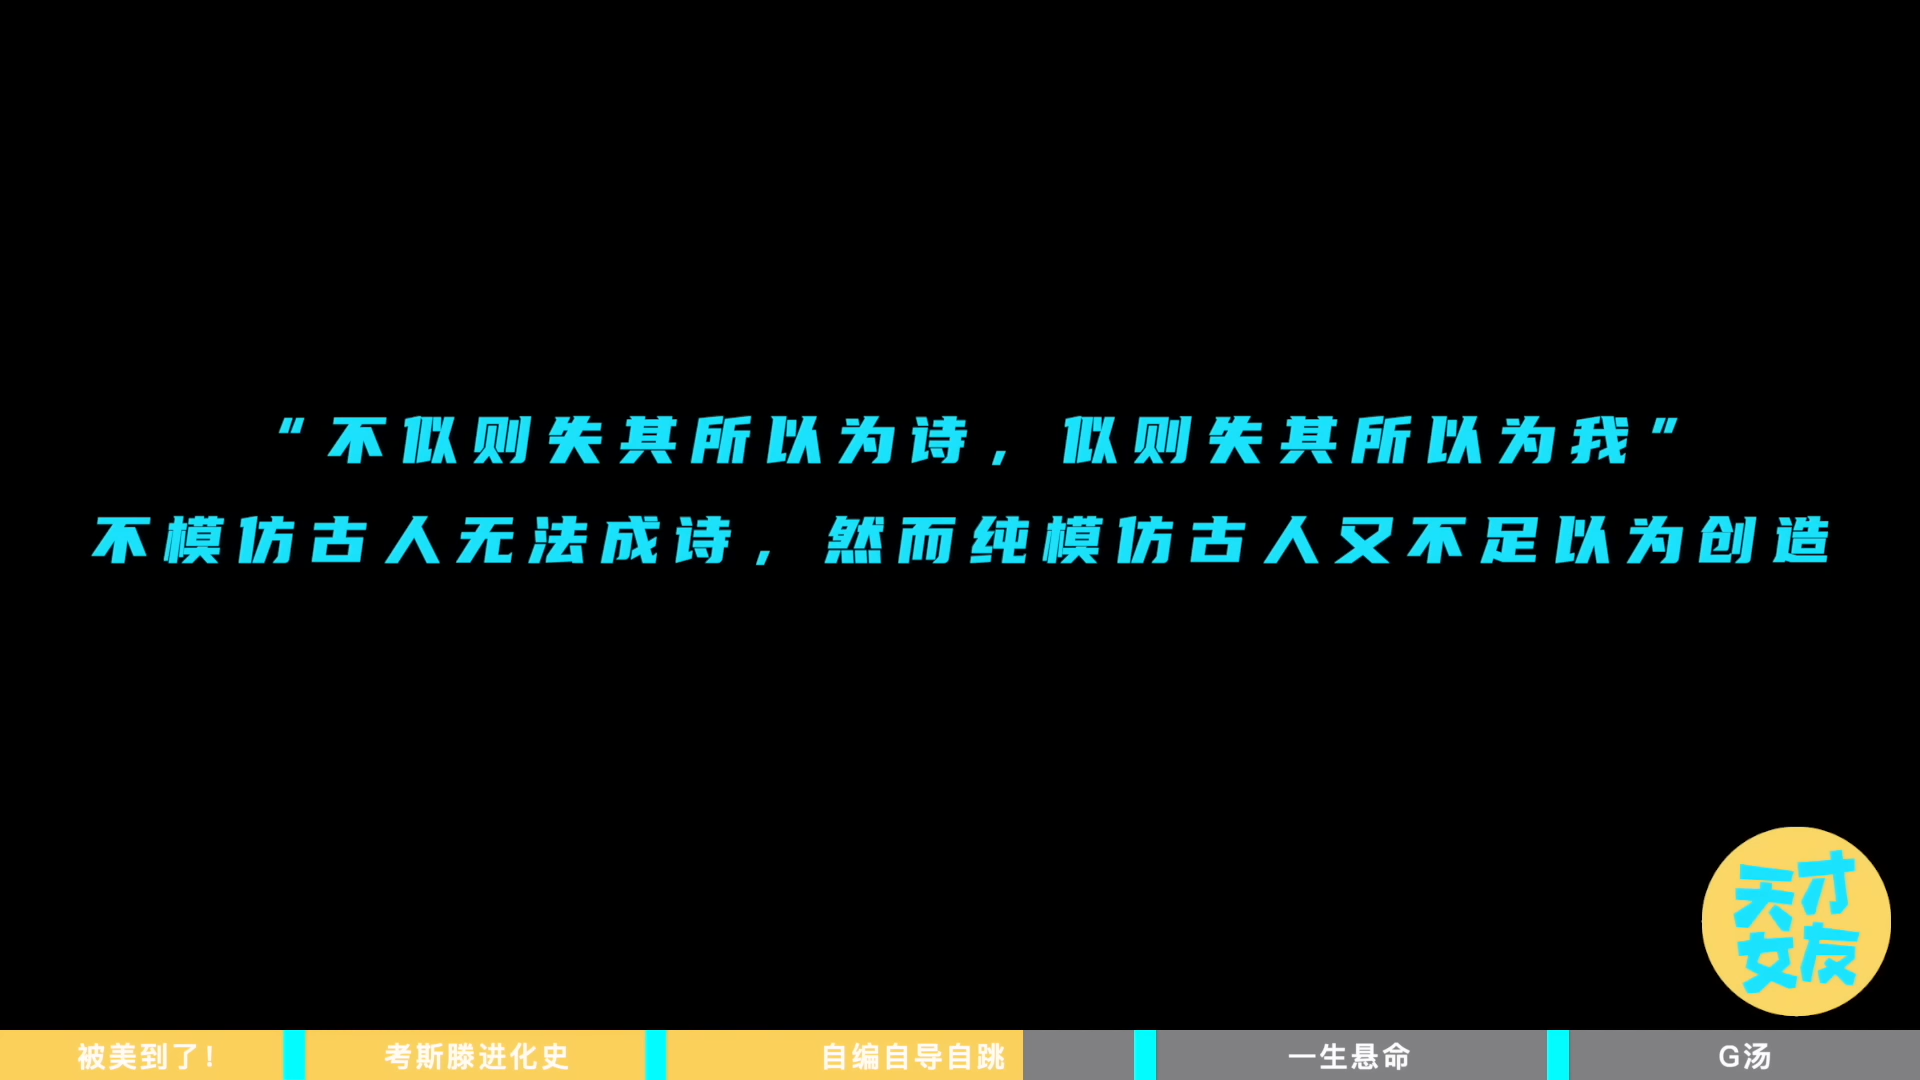 “不似则失其所以为诗，似则失其所以为我”
不模仿古人无法成诗，然而纯模仿古人又不足以为创造
天才
女友
被美到了！
考斯滕进化史
自编自导自跳
一生悬命
G汤